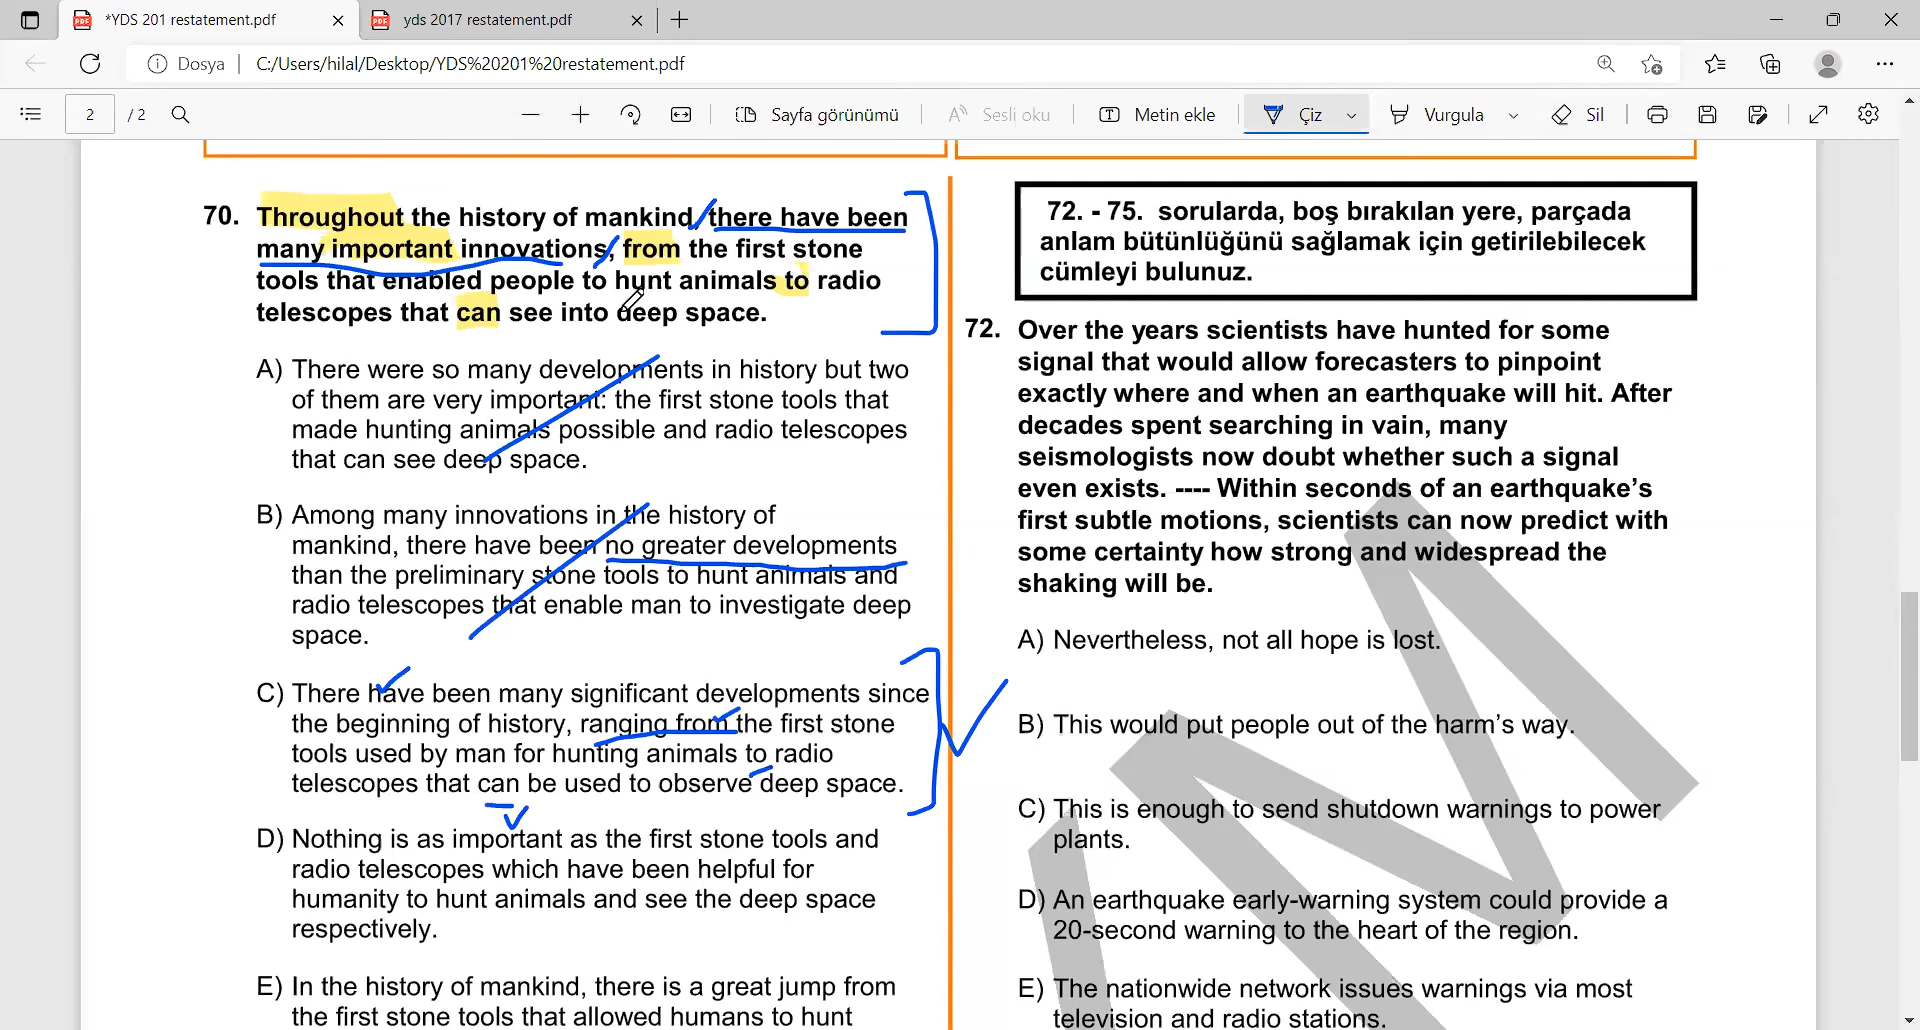 *YDS 201 restatement.pdf
yds 2017 restatement.pdf
Dosya
C:/Users/hilal/Desktop/YDS%20201%20restatement.pdf
2 / 2
Sayfa görünümü
Sesli oku
Metin ekle
Çiz
Vurgula
Sil
70. Throughout the history of mankind, there have been
many important innovations, from the first stone
tools that enabled people to hunt animals to radio
telescopes that can see into deep space.
A) There were so many developments in history but two
of them are very important: the first stone tools that
made hunting animals possible and radio telescopes
that can see deep space.
B) Among many innovations in the history of
mankind, there have been no greater developments
than the preliminary stone tools to hunt animals and
radio telescopes that enable man to investigate deep
space.
C) There have been many significant developments since
the beginning of history, ranging from the first stone
tools used by man for hunting animals to radio
telescopes that can be used to observe deep space.
D) Nothing is as important as the first stone tools and
radio telescopes which have been helpful for
humanity to hunt animals and see the deep space
respectively.
E) In the history of mankind, there is a great jump from
the first stone tools that allowed humans to hunt
72. - 75. sorularda, boş bırakılan yere, parçada
anlam bütünlüğünü sağlamak için getirilebilecek
cümleyi bulunuz.
72. Over the years scientists have hunted for some
signal that would allow forecasters to pinpoint
exactly where and when an earthquake will hit. After
decades spent searching in vain, many
seismologists now doubt whether such a signal
even exists. ---- Within seconds of an earthquake’s
first subtle motions, scientists can now predict with
some certainty how strong and widespread the
shaking will be.
A) Nevertheless, not all hope is lost.
B) This would put people out of the harm’s way.
C) This is enough to send shutdown warnings to power
plants.
D) An earthquake early-warning system could provide a
20-second warning to the heart of the region.
E) The nationwide network issues warnings via most
television and radio stations.